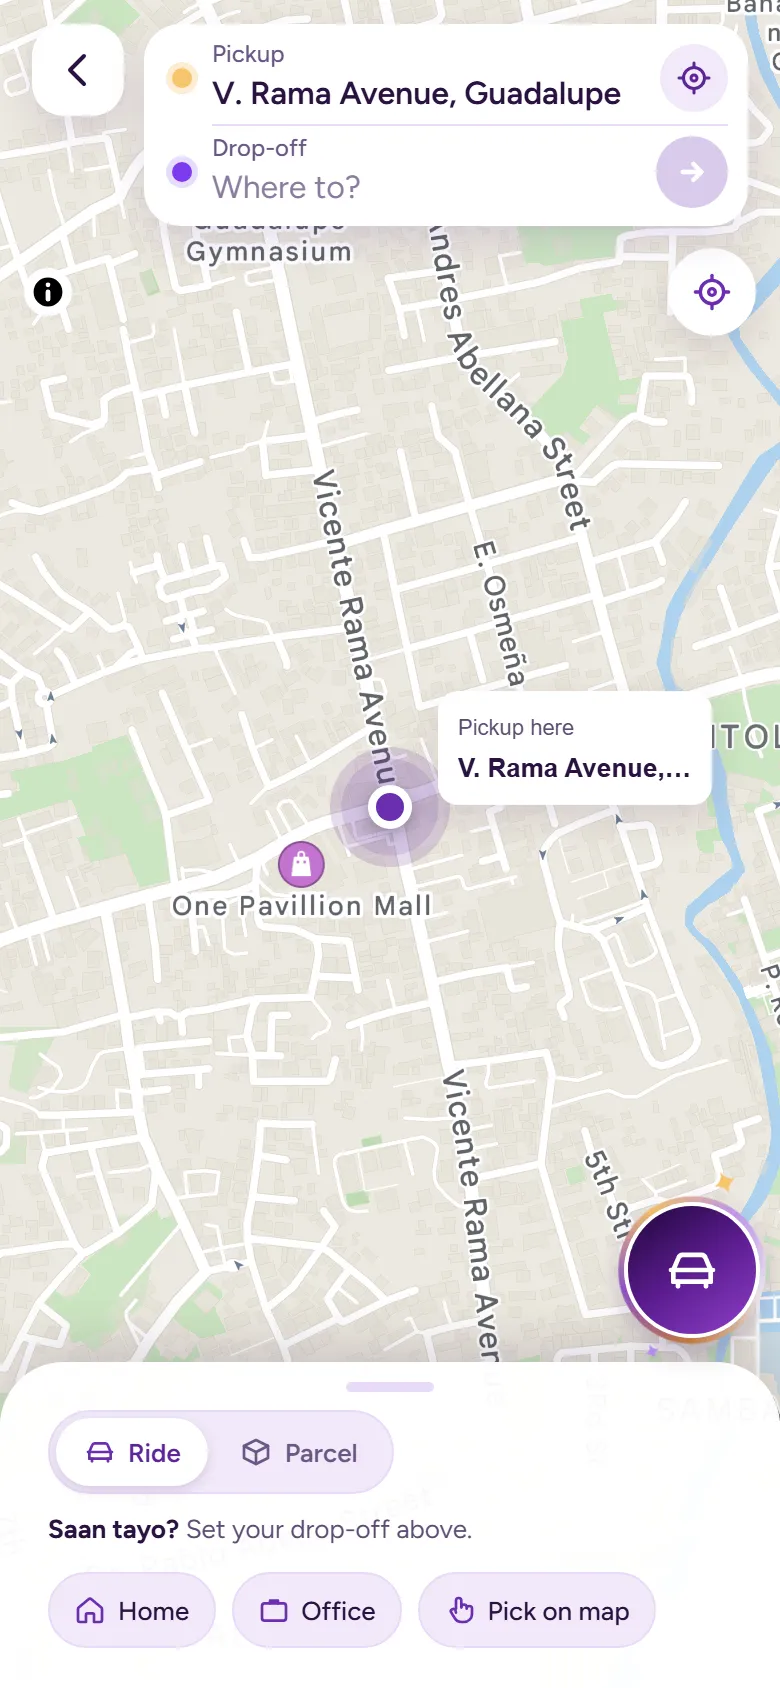 Pickup
V. Rama Avenue, Guadalupe
Drop-off
Where to?
Gymnasium
Andres Abellana Street
Vicente Rama Avenue
E. Osmeña
Pickup here
V. Rama Avenue,...
One Pavillion Mall
Vicente Rama Avenue
5th Str
Ride
Parcel
Saan tayo? Set your drop-off above.
Home
Office
Pick on map